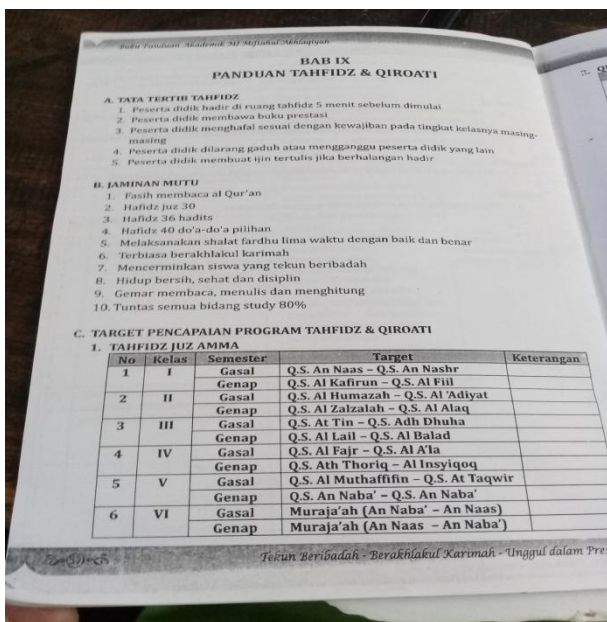 Buku Panduan Akademik MI Miftahul Akhlaqiyah
BAB IX
PANDUAN TAHFIDZ & QIROATI
A. TATA TERTIB TAHFIDZ
1. Peserta didik hadir di ruang tahfidz 5 menit sebelum dimulai
2. Peserta didik membawa buku prestasi
3. Peserta didik menghafal sesuai dengan kewajiban pada tingkat kelasnya masing-
masing
4. Peserta didik dilarang gaduh atau mengganggu peserta didik yang lain
5. Peserta didik membuat ijin tertulis jika berhalangan hadir
B. JAMINAN MUTU
1. Fasih membaca al Qur'an
2. Hafidz juz 30
3. Hafidz 36 hadits
4. Hafidz 40 do'a-do'a pilihan
5. Melaksanakan shalat fardhu lima waktu dengan baik dan benar
6. Terbiasa berakhlakul karimah
7. Mencerminkan siswa yang tekun beribadah
8. Hidup bersih, sehat dan disiplin
9. Gemar membaca, menulis dan menghitung
10. Tuntas semua bidang study 80%
C. TARGET PENCAPAIAN PROGRAM TAHFIDZ & QIROATI
1. TAHFIDZ JUZ AMMA
No Kelas Semester Target Keterangan
1 I Gasal Q.S. An Naas – Q.S. An Nashr
Genap Q.S. Al Kafirun – Q.S. Al Fiil
2 II Gasal Q.S. Al Humazah – Q.S. Al 'Adiyat
Genap Q.S. Al Zalzalah – Q.S. Al Alaq
3 III Gasal Q.S. At Tin – Q.S. Adh Dhuha
Genap Q.S. Al Lail – Q.S. Al Balad
4 IV Gasal Q.S. Al Fajr – Q.S. Al A'la
Genap Q.S. Ath Thoriq – Al Insyiqoq
5 V Gasal Q.S. Al Muthaffifin – Q.S. At Taqwir
Genap Q.S. An Naba' – Q.S. An Naba'
6 VI Gasal Muraja'ah (An Naba' – An Naas)
Genap Muraja'ah (An Naas – An Naba')
Tekun Beribadah - Berakhlakul Karimah - Unggul dalam Pre